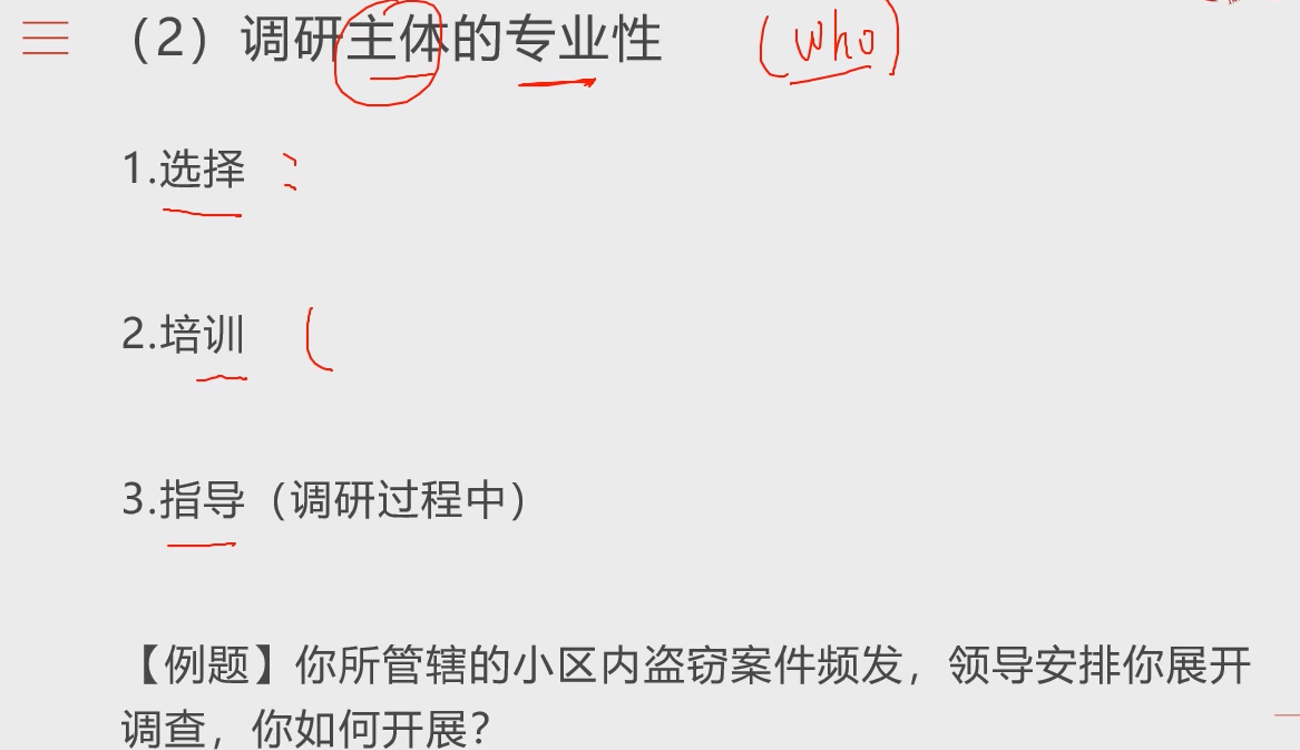 （2）调研主体的专业性 (who)
1.选择
2.培训
3.指导（调研过程中）
【例题】你所管辖的小区内盗窃案件频发，领导安排你展开
调查，你如何开展？